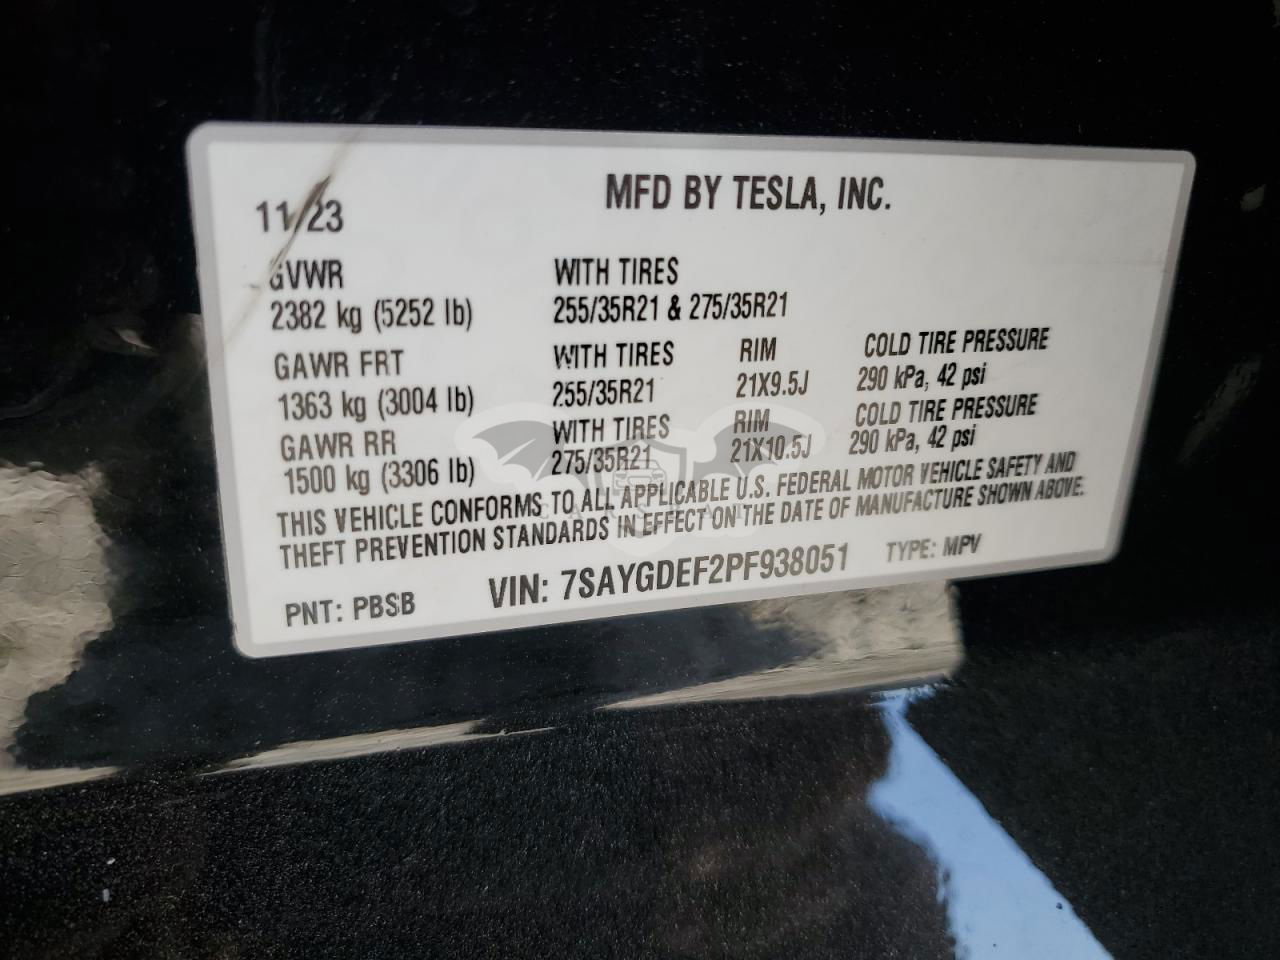 MFD BY TESLA, INC.
11/23
GVWR WITH TIRES
2382 kg (5252 lb) 255/35R21 & 275/35R21
GAWR FRT WITH TIRES RIM COLD TIRE PRESSURE
1363 kg (3004 lb) 255/35R21 21X9.5J 290 kPa, 42 psi
GAWR RR WITH TIRES RIM COLD TIRE PRESSURE
1500 kg (3306 lb) 275/35R21 21X10.5J 290 kPa, 42 psi
THIS VEHICLE CONFORMS TO ALL APPLICABLE U.S. FEDERAL MOTOR VEHICLE SAFETY AND
THEFT PREVENTION STANDARDS IN EFFECT ON THE DATE OF MANUFACTURE SHOWN ABOVE.
PNT: PBSB VIN: 7SAYGDEF2PF938051 TYPE: MPV